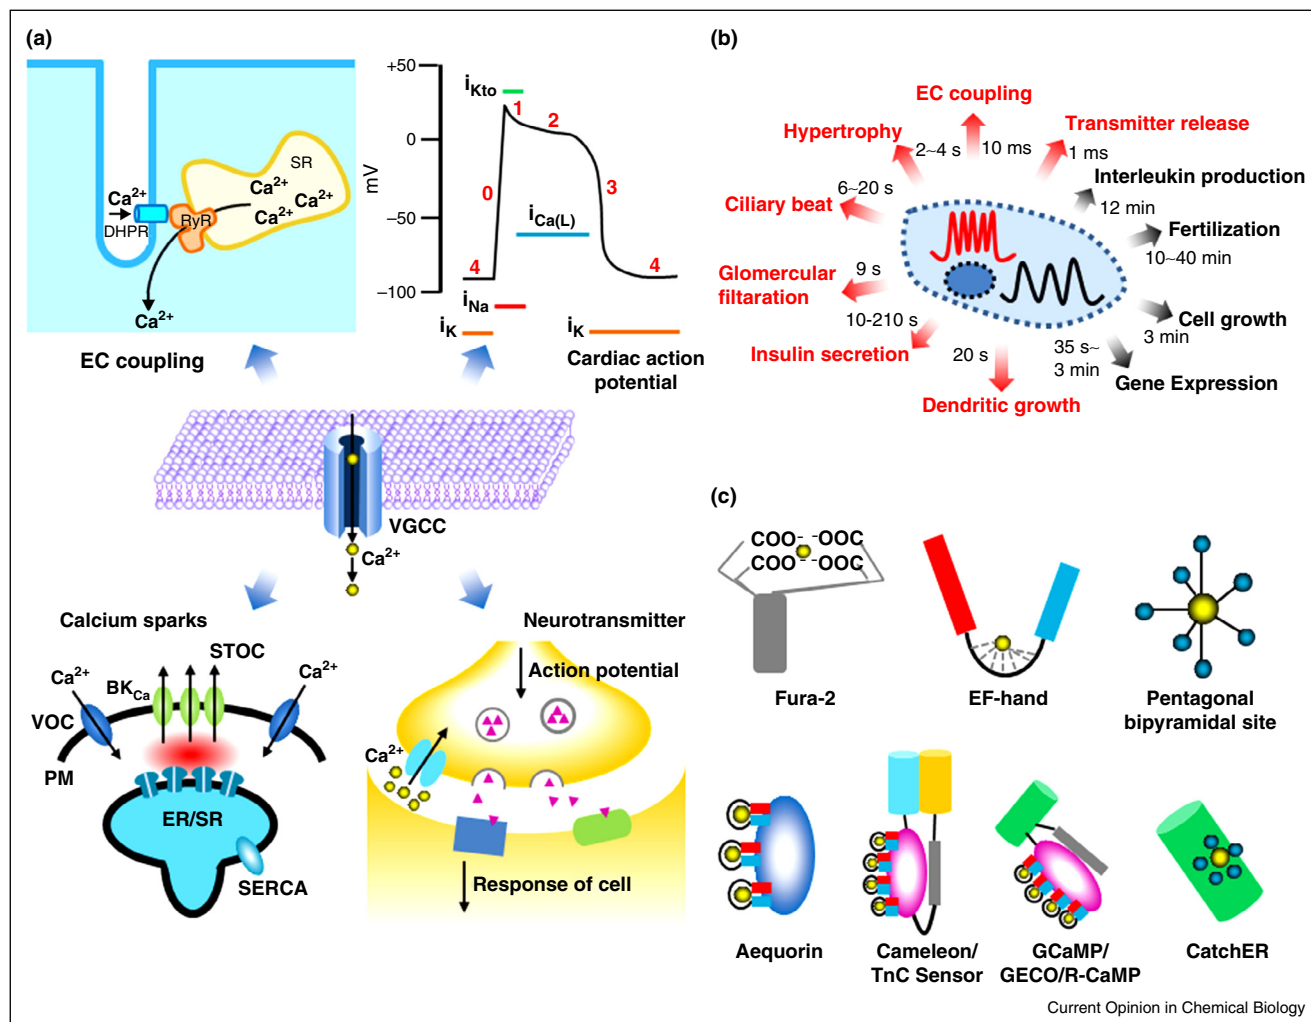 (a)
+50
0
−50
−100
mV
iKto
1
2
0
3
iCa(L)
4
4
iNa
iK
iK
Cardiac action
potential
SR
Ca2+
Ca2+
Ca2+
Ca2+
Ca2+
RyR
DHPR
Ca2+
EC coupling
VGCC
Ca2+
Calcium sparks
STOC
Ca2+
Ca2+
BKCa
VOC
PM
ER/SR
SERCA
Neurotransmitter
Action potential
Ca2+
Response of cell
(b)
EC coupling
Hypertrophy
Transmitter release
2~4 s
10 ms
1 ms
Interleukin production
6~20 s
12 min
Ciliary beat
Fertilization
10~40 min
Glomercular
filtaration
9 s
10-210 s
Cell growth
3 min
Insulin secretion
20 s
35 s~
3 min
Gene Expression
Dendritic growth
(c)
COO- -OOC
COO- -OOC
Fura-2
EF-hand
Pentagonal
bipyramidal site
Aequorin
Cameleon/
TnC Sensor
GCaMP/
GECO/R-CaMP
CatchER
Current Opinion in Chemical Biology